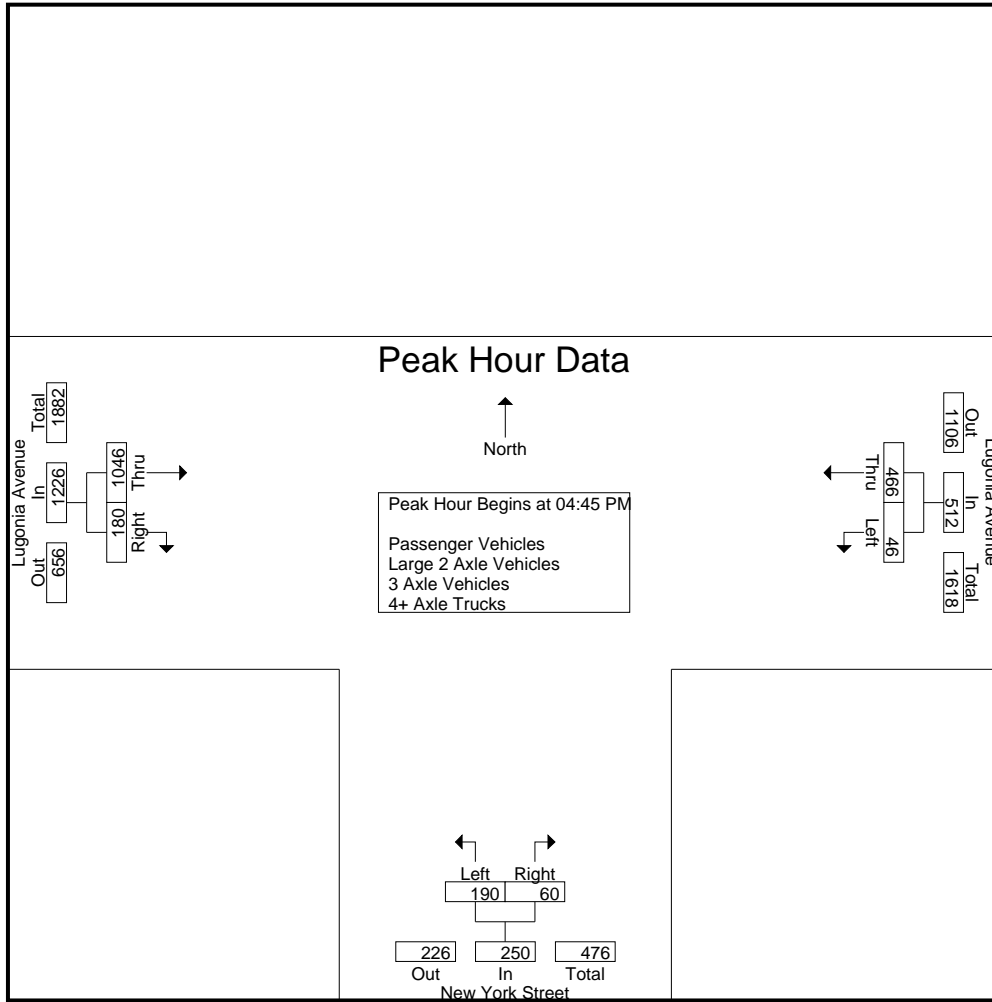 Peak Hour Data
North
Peak Hour Begins at 04:45 PM
Passenger Vehicles
Large 2 Axle Vehicles
3 Axle Vehicles
4+ Axle Trucks
Lugonia Avenue
Total
1882
In
1226
Out
656
1046
Thru
180
Right
Lugonia Avenue
Out
1106
In
512
Total
1618
466
Thru
46
Left
Left
190
Right
60
226
Out
250
In
476
Total
New York Street